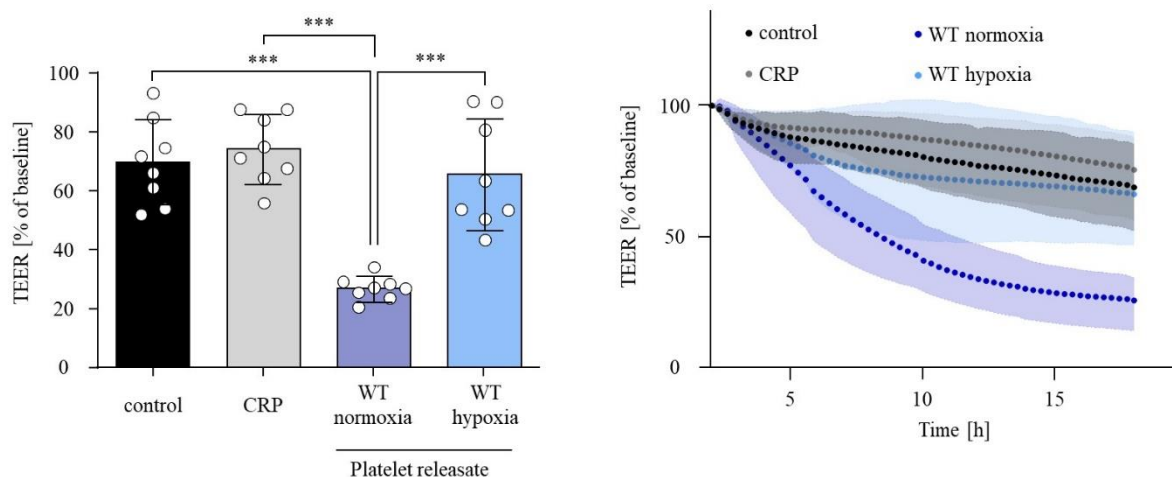 ***
***
***
100
80
60
40
20
0
TEER [% of baseline]
control
CRP
WT
normoxia
WT
hypoxia
Platelet releasate
control
WT normoxia
CRP
WT hypoxia
100
50
0
TEER [% of baseline]
5
10
15
Time [h]